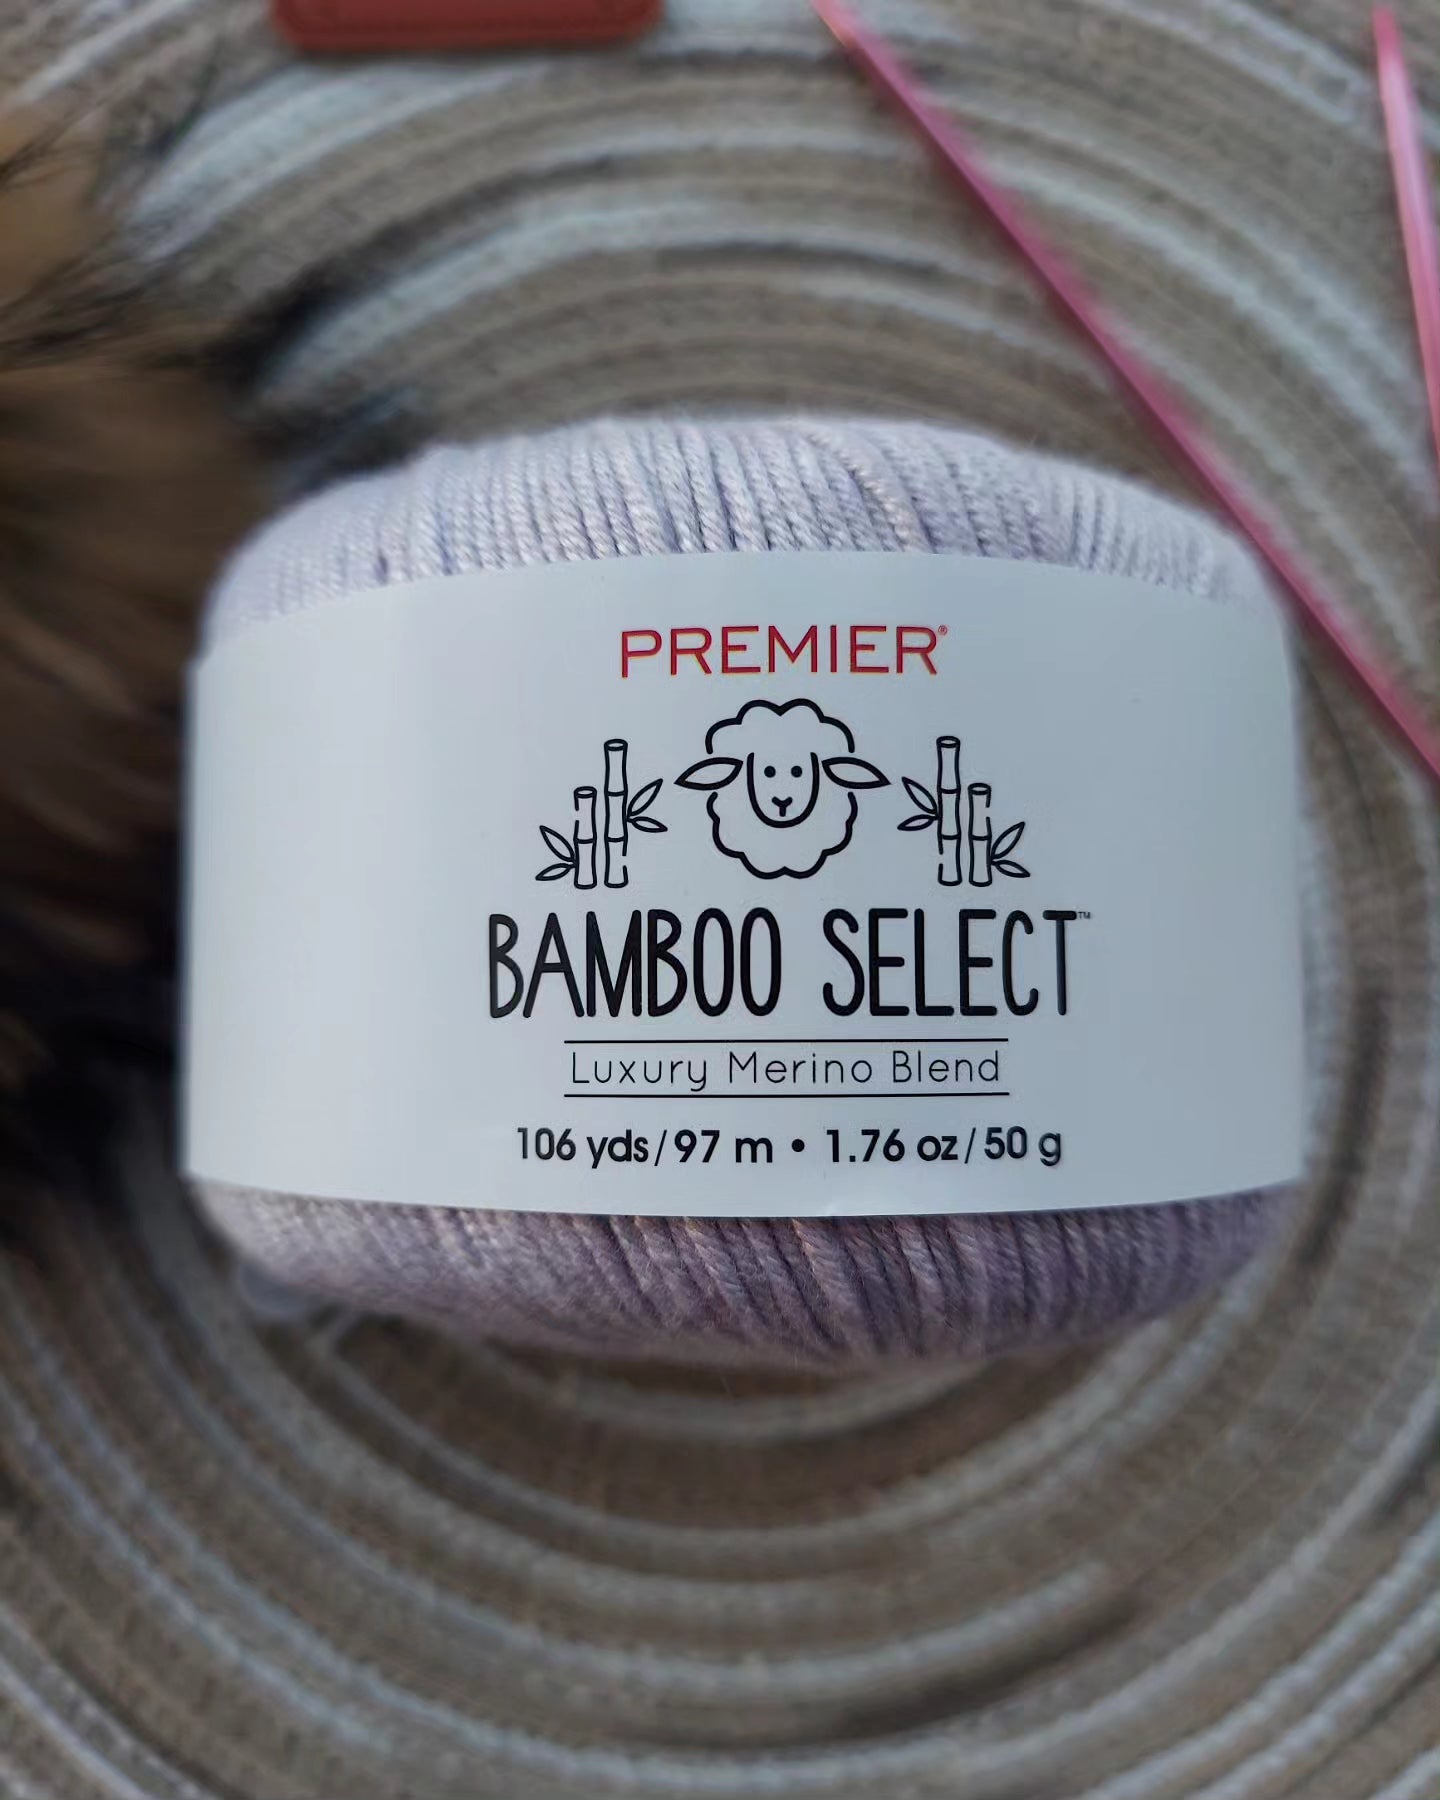 PREMIER®
BAMBOO SELECT™
Luxury Merino Blend
106 yds/97 m • 1.76 oz/50 g